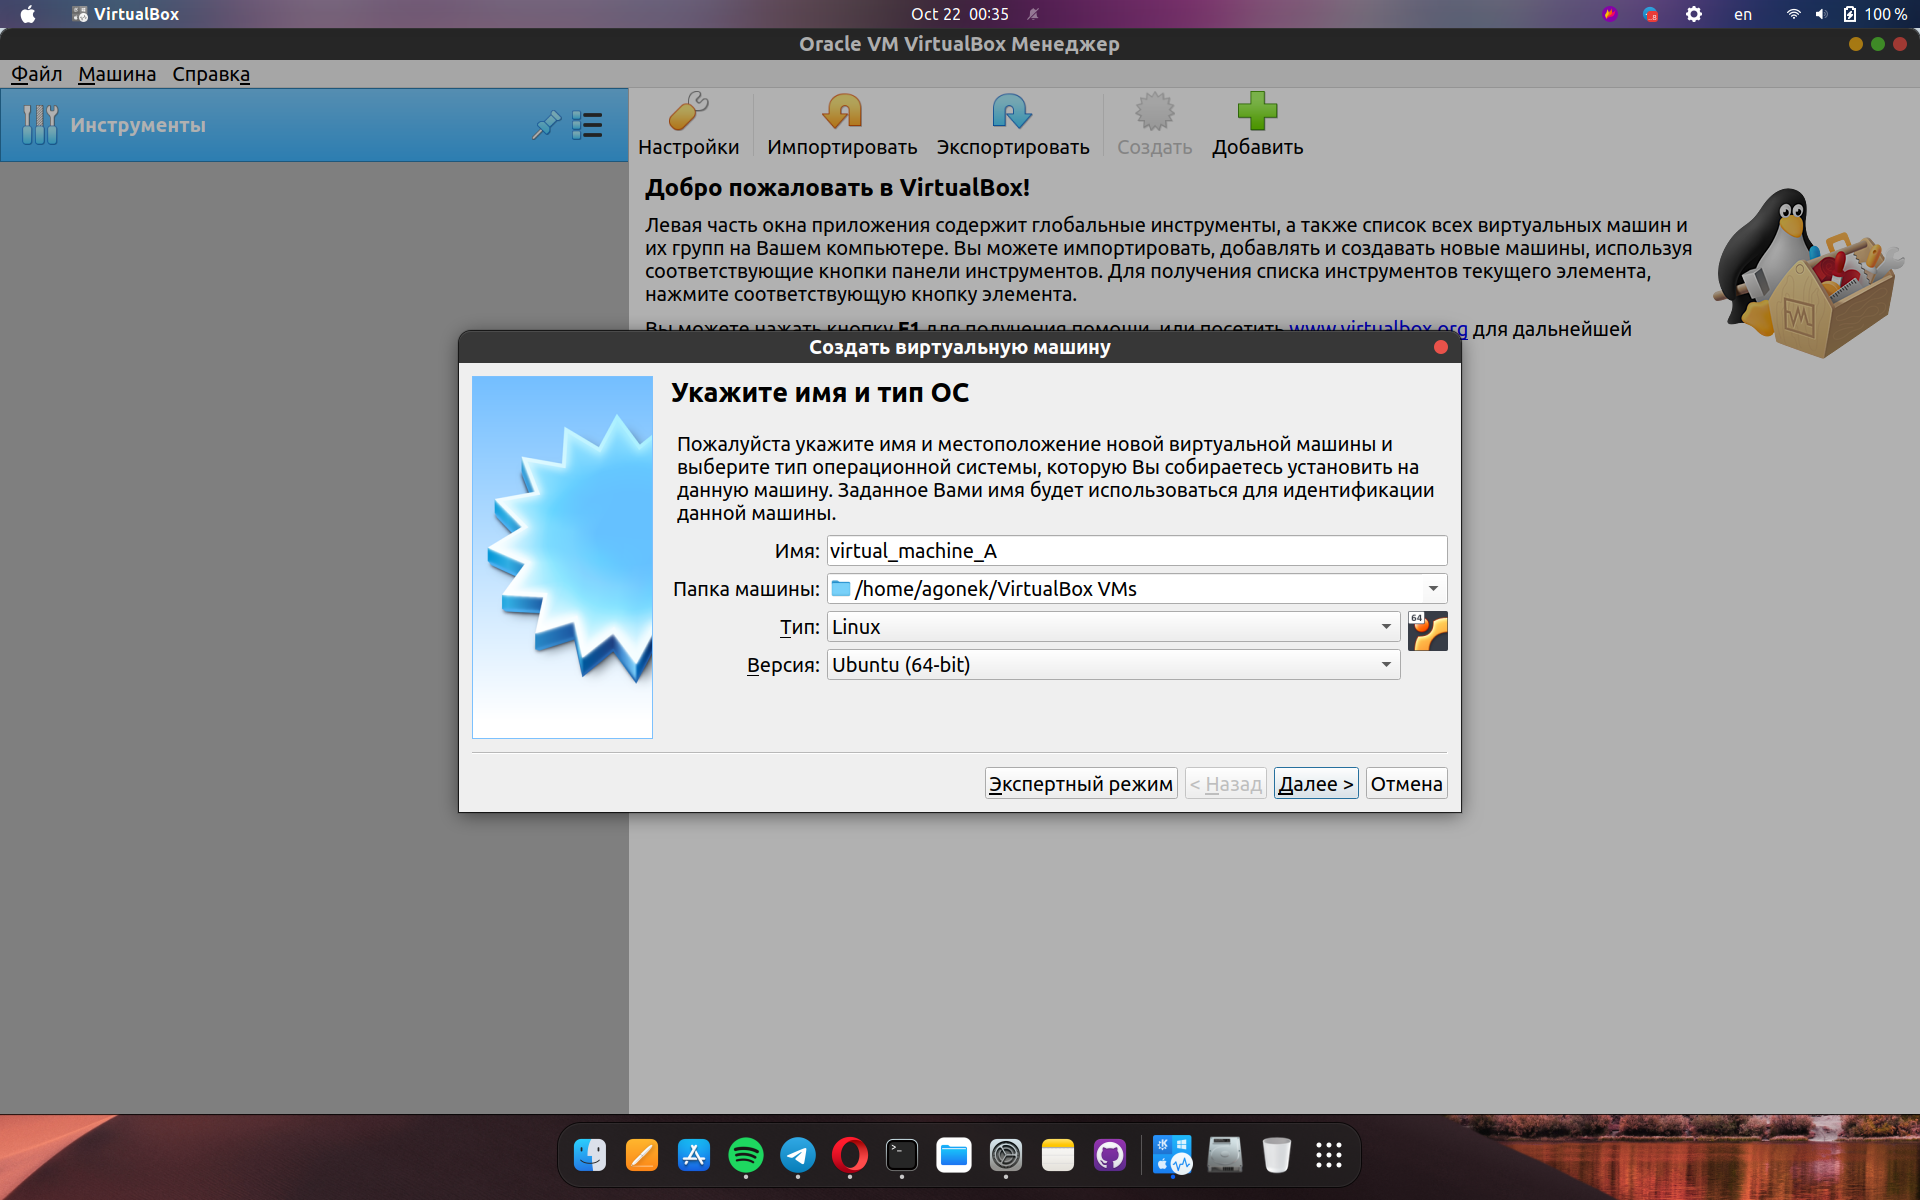 VirtualBox
Oct 22 00:35
en
100 %
Oracle VM VirtualBox Менеджер
Файл Машина Справка
Инструменты
Настройки Импортировать Экспортировать Создать Добавить
Добро пожаловать в VirtualBox!
Левая часть окна приложения содержит глобальные инструменты, а также список всех виртуальных машин и
их групп на Вашем компьютере. Вы можете импортировать, добавлять и создавать новые машины, используя
соответствующие кнопки панели инструментов. Для получения списка инструментов текущего элемента,
нажмите соответствующую кнопку элемента.
Вы можете нажать кнопку F1 для получения помощи, или посетить www.virtualbox.org для дальнейшей
Создать виртуальную машину
Укажите имя и тип ОС
Пожалуйста укажите имя и местоположение новой виртуальной машины и
выберите тип операционной системы, которую Вы собираетесь установить на
данную машину. Заданное Вами имя будет использоваться для идентификации
данной машины.
Имя: virtual_machine_A
Папка машины: /home/agonek/VirtualBox VMs
Тип: Linux
64
Версия: Ubuntu (64-bit)
Экспертный режим < Назад Далее > Отмена